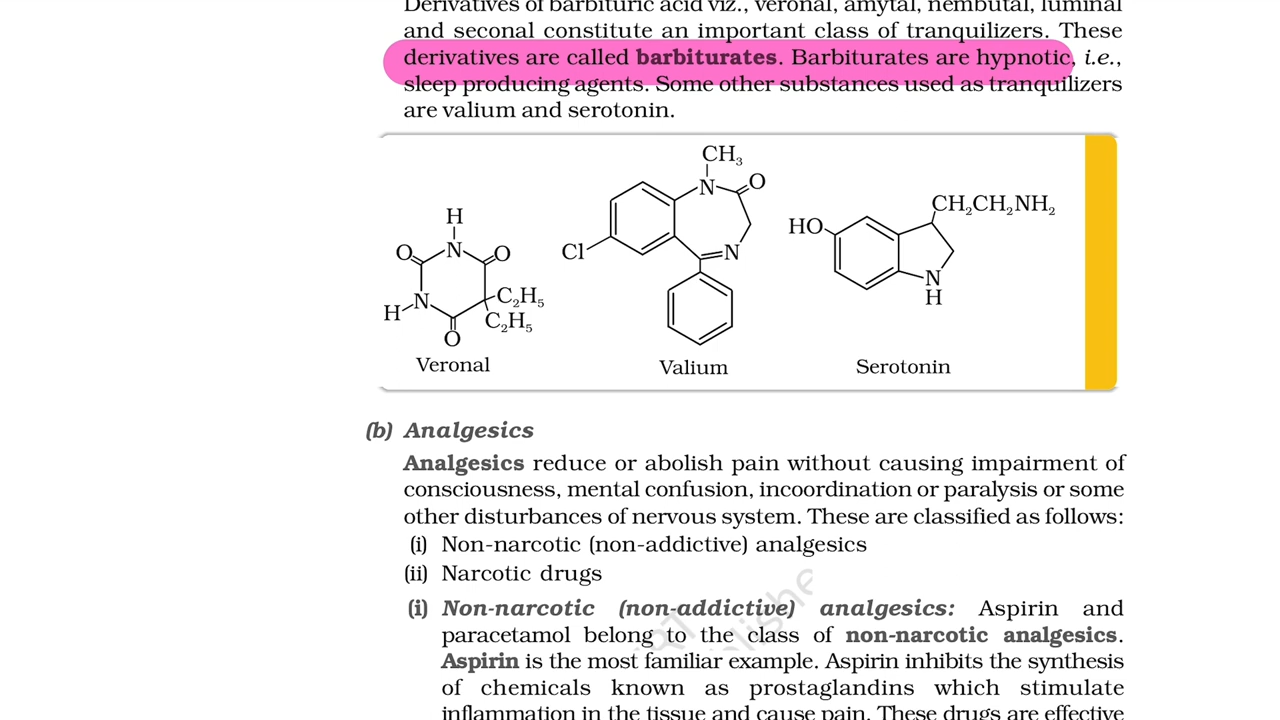 Derivatives of barbituric acid viz., veronal, amytal, nembutal, luminal
and seconal constitute an important class of tranquilizers. These
derivatives are called barbiturates. Barbiturates are hypnotic, i.e.,
sleep producing agents. Some other substances used as tranquilizers
are valium and serotonin.
H
N
O
O
N
H
C₂H₅
C₂H₅
O
Veronal
CH₃
N
O
Cl
N
Valium
CH₂CH₂NH₂
HO
N
H
Serotonin
(b) Analgesics
Analgesics reduce or abolish pain without causing impairment of
consciousness, mental confusion, incoordination or paralysis or some
other disturbances of nervous system. These are classified as follows:
(i) Non-narcotic (non-addictive) analgesics
(ii) Narcotic drugs
(i) Non-narcotic (non-addictive) analgesics: Aspirin and
paracetamol belong to the class of non-narcotic analgesics.
Aspirin is the most familiar example. Aspirin inhibits the synthesis
of chemicals known as prostaglandins which stimulate
inflammation in the tissue and cause pain. These drugs are effective